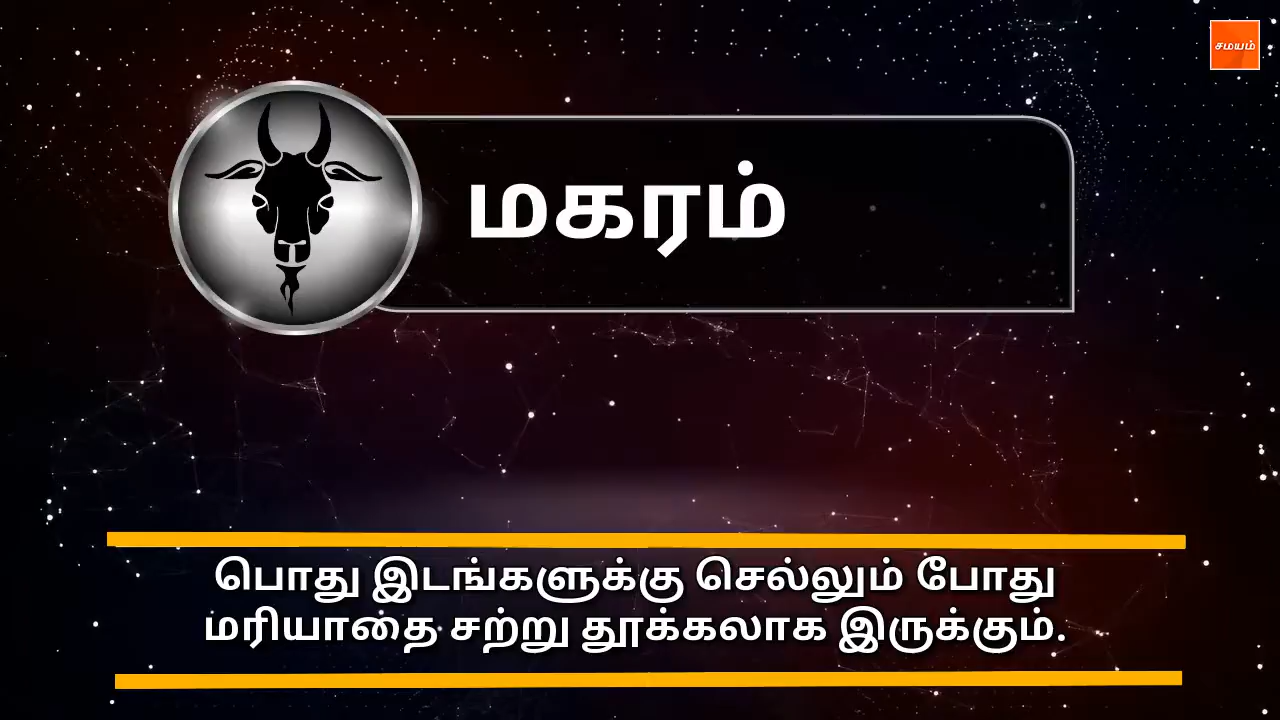 சமயம்
மகரம்
பொது இடங்களுக்கு செல்லும் போது
மரியாதை சற்று தூக்கலாக இருக்கும்.